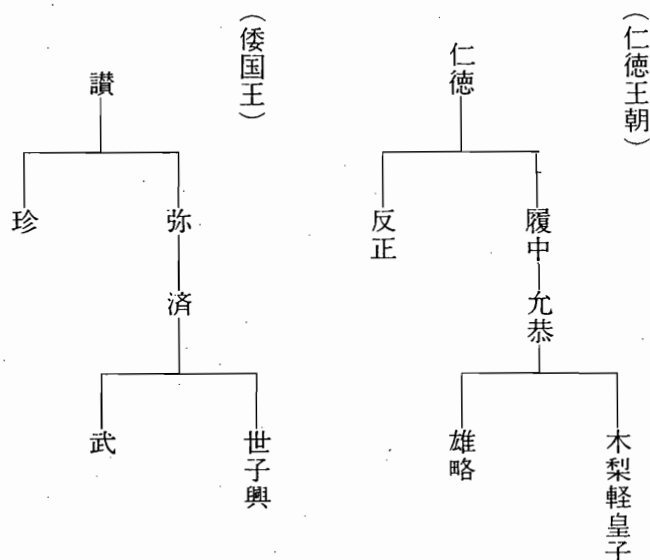 （仁徳王朝）
仁徳
履中
反正
允恭
木梨軽皇子
雄略
（倭国王）
讃
弥
珍
済
世子興
武